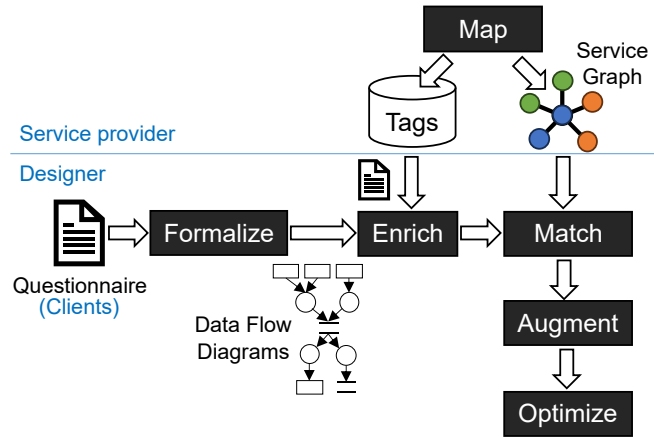 Map
Service
Graph
Tags
Service provider
Designer
Formalize
Enrich
Match
Questionnaire
(Clients)
Data Flow
Diagrams
Augment
Optimize